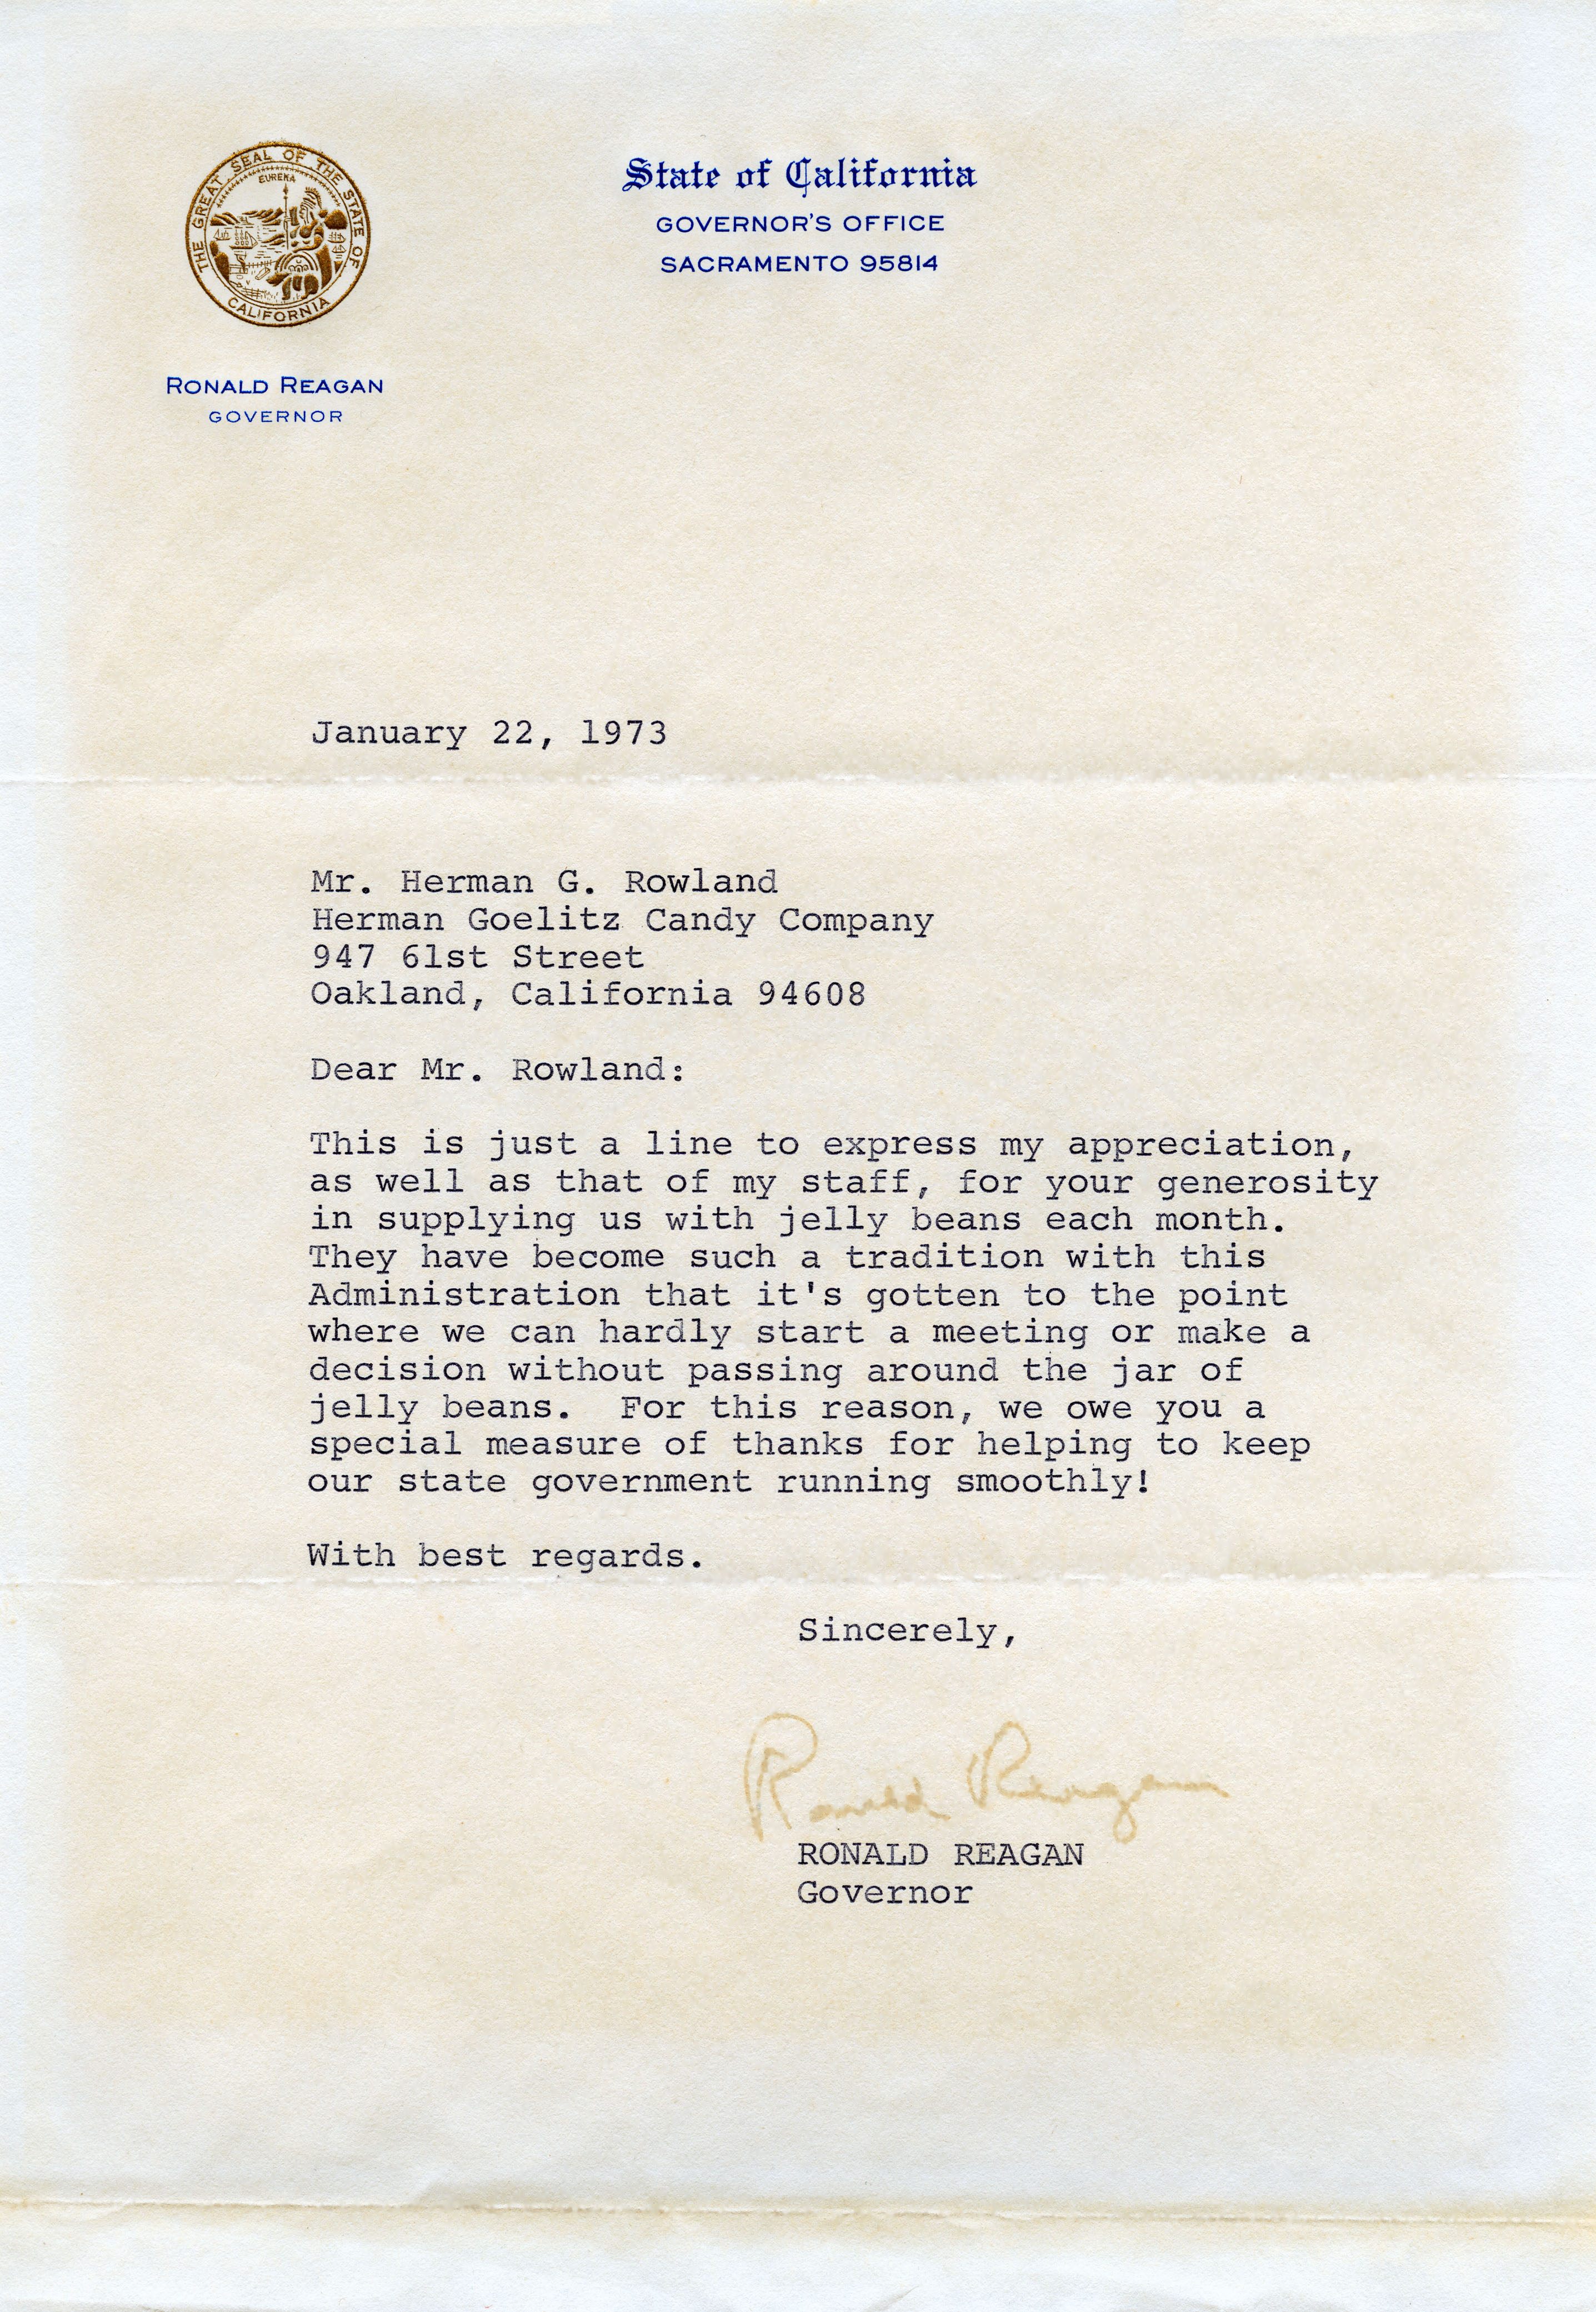 THE GREAT SEAL OF THE STATE OF CALIFORNIA
EUREKA
State of California
GOVERNOR'S OFFICE
SACRAMENTO 95814
RONALD REAGAN
GOVERNOR
January 22, 1973
Mr. Herman G. Rowland
Herman Goelitz Candy Company
947 61st Street
Oakland, California 94608
Dear Mr. Rowland:
This is just a line to express my appreciation,
as well as that of my staff, for your generosity
in supplying us with jelly beans each month.
They have become such a tradition with this
Administration that it's gotten to the point
where we can hardly start a meeting or make a
decision without passing around the jar of
jelly beans.  For this reason, we owe you a
special measure of thanks for helping to keep
our state government running smoothly!
With best regards.
Sincerely,
Ronald Reagan
RONALD REAGAN
Governor